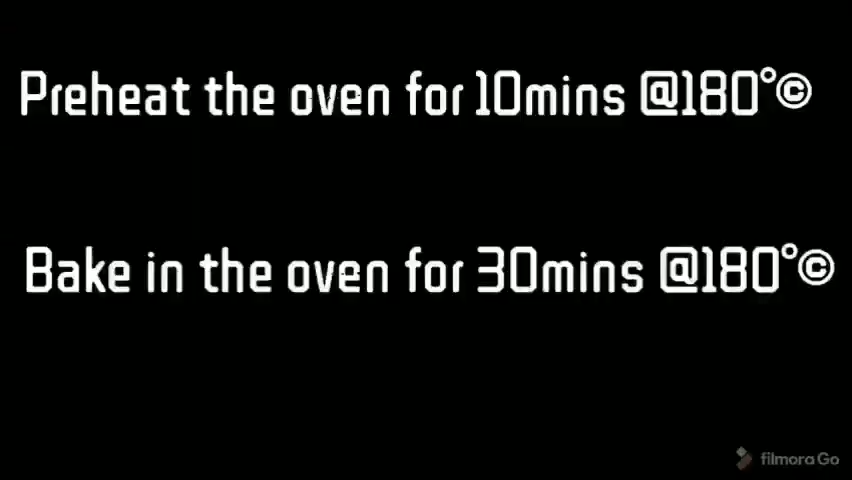 Preheat the oven for 10mins @180°©
Bake in the oven for 30mins @180°©
filmora Go